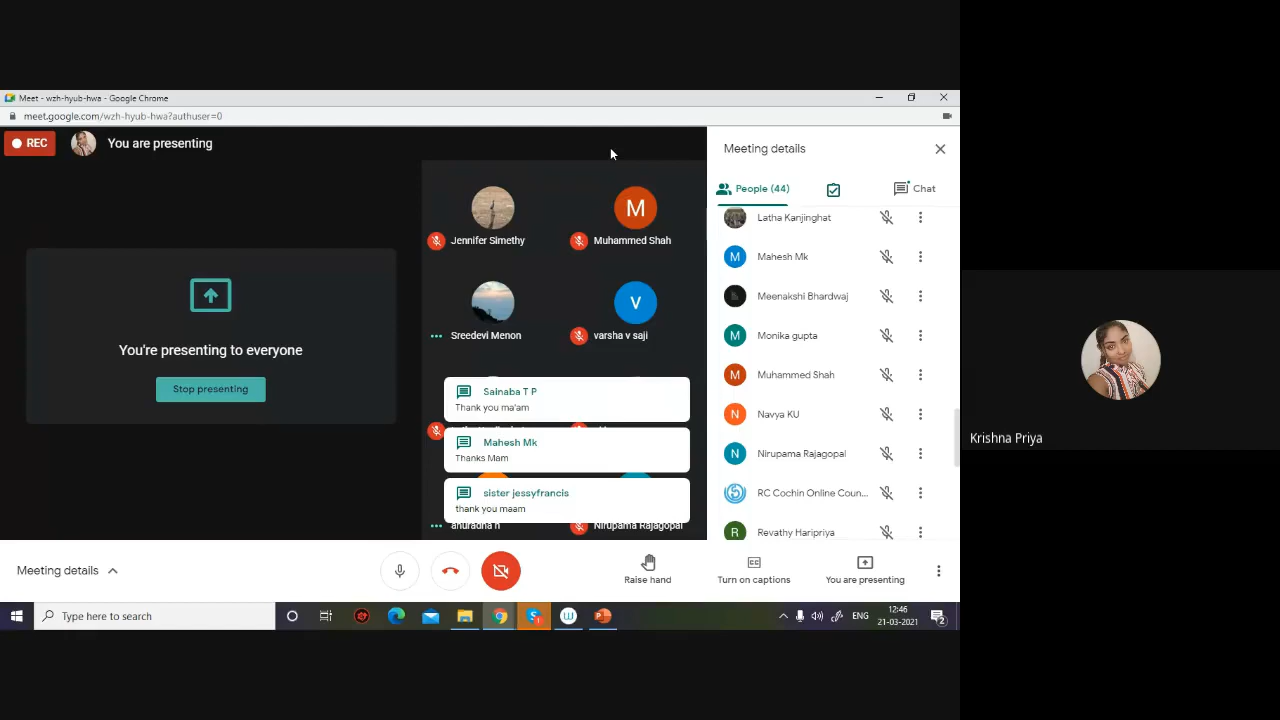 Meet - wzh-hyub-hwa - Google Chrome
meet.google.com/wzh-hyub-hwa?authuser=0
REC
You are presenting
You're presenting to everyone
Stop presenting
Jennifer Simethy
M
Muhammed Shah
Sreedevi Menon
v
varsha v saji
Sainaba T P
Thank you ma'am
Mahesh Mk
Thanks Mam
sister jessyfrancis
thank you maam
anuradha n
Nirupama Rajagopal
Meeting details
People (44)
Chat
Latha Kanjinghat
M Mahesh Mk
Meenakshi Bhardwaj
M Monika gupta
M Muhammed Shah
N Navya KU
N Nirupama Rajagopal
RC Cochin Online Coun...
R Revathy Haripriya
Meeting details
Raise hand
Turn on captions
You are presenting
Type here to search
ENG
12:46
21-03-2021
2
Krishna Priya